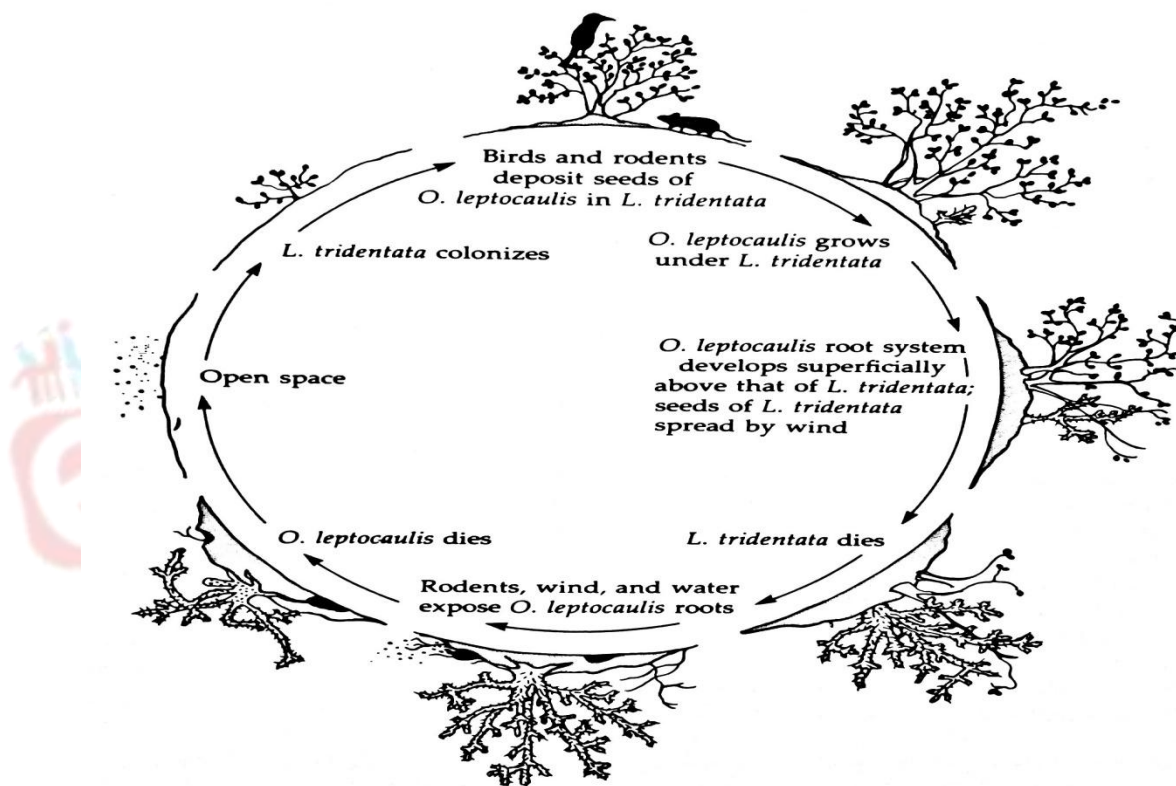 Birds and rodents
deposit seeds of
O. leptocaulis in L. tridentata
O. leptocaulis grows
under L. tridentata
O. leptocaulis root system
develops superficially
above that of L. tridentata;
seeds of L. tridentata
spread by wind
L. tridentata dies
Rodents, wind, and water
expose O. leptocaulis roots
O. leptocaulis dies
Open space
L. tridentata colonizes